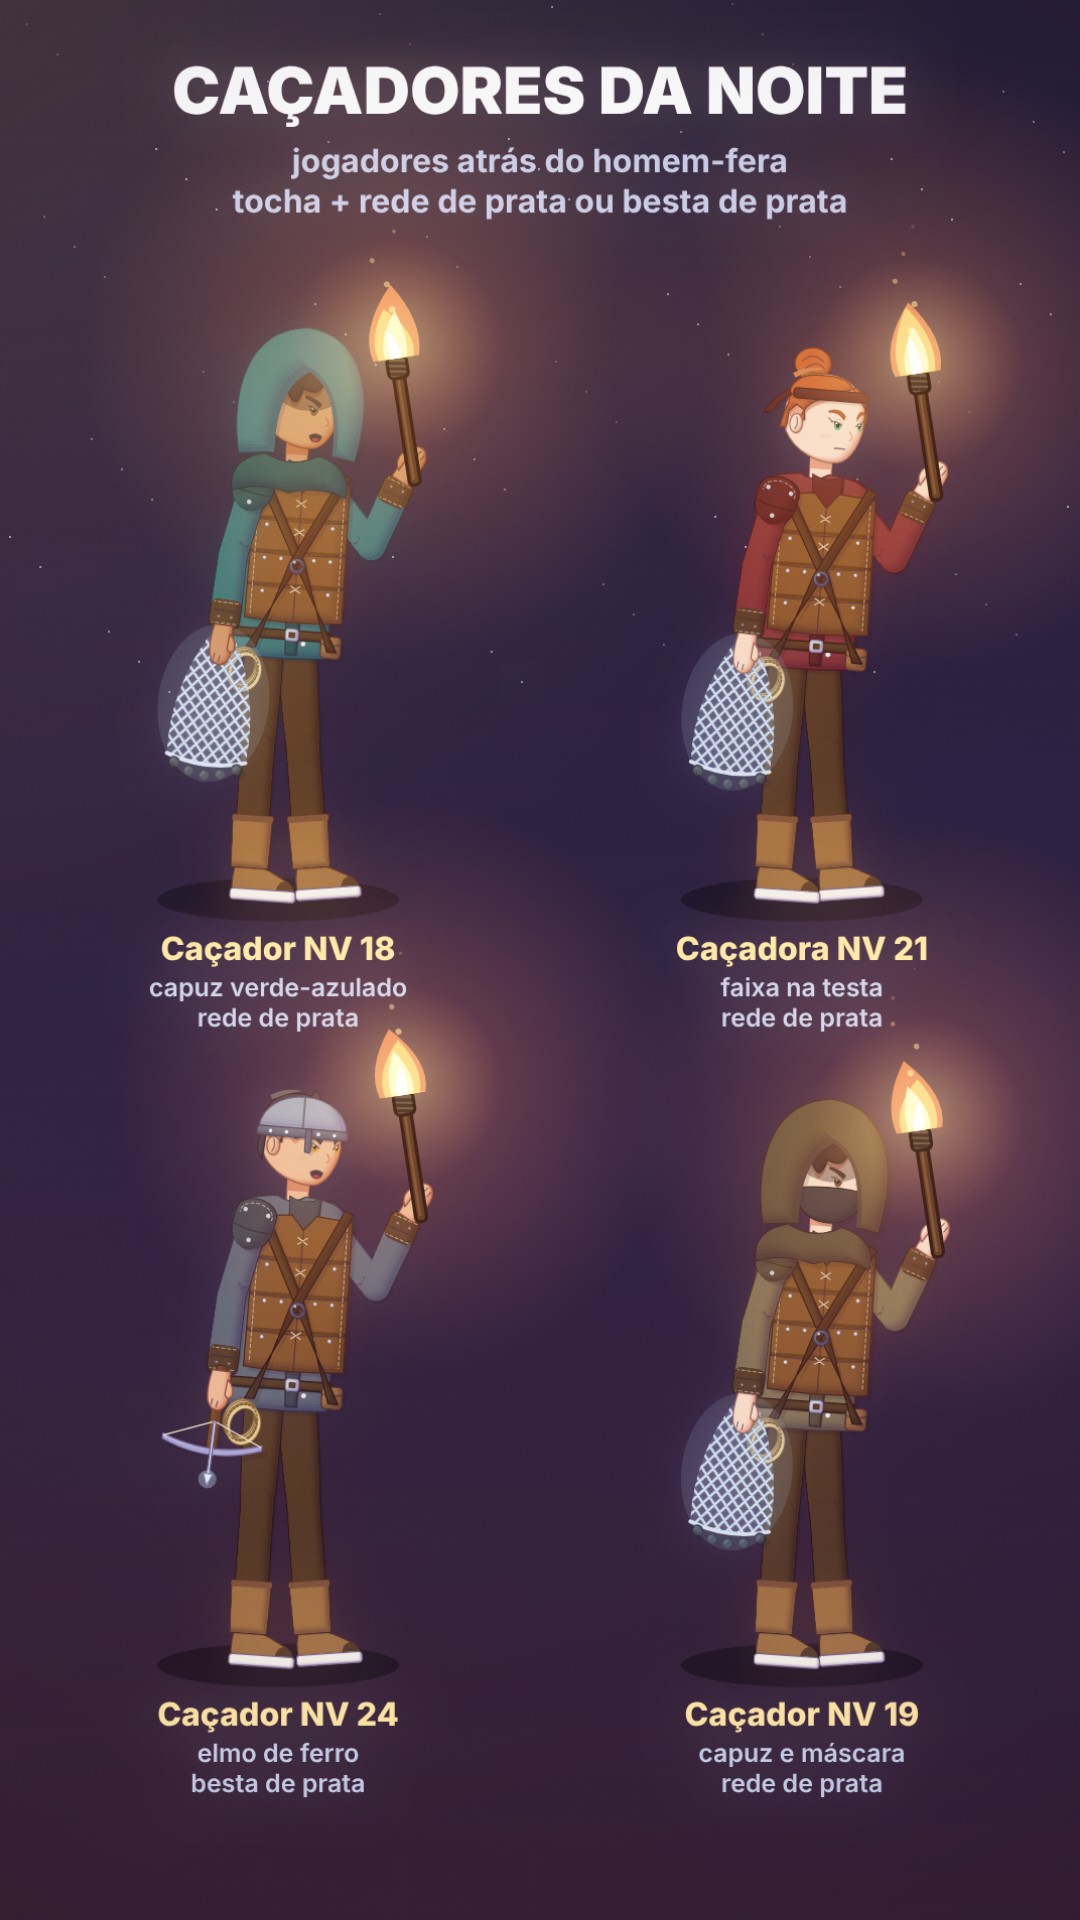 CAÇADORES DA NOITE
jogadores atrás do homem-fera
tocha + rede de prata ou besta de prata
Caçador NV 18
capuz verde-azulado
rede de prata
Caçadora NV 21
faixa na testa
rede de prata
Caçador NV 24
elmo de ferro
besta de prata
Caçador NV 19
capuz e máscara
rede de prata